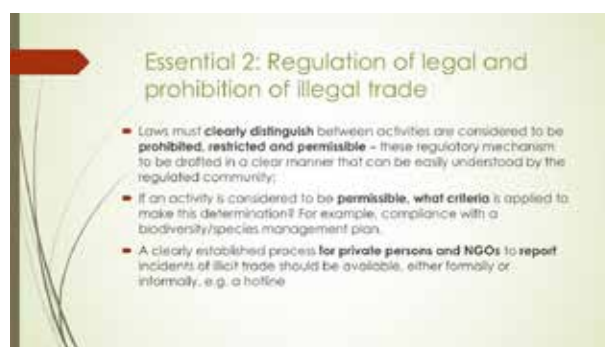 Essential 2: Regulation of legal and
prohibition of illegal trade
Laws must clearly distinguish between activities are considered to be
prohibited, restricted and permissible – these regulatory mechanism
to be drafted in a clear manner that can be easily understood by the
regulated community;
If an activity is considered to be permissible, what criteria is applied to
make this determination? For example, compliance with a
biodiversity/species management plan.
A clearly established process for private persons and NGOs to report
incidents of illicit trade should be available, either formally or
informally, e.g. a hotline